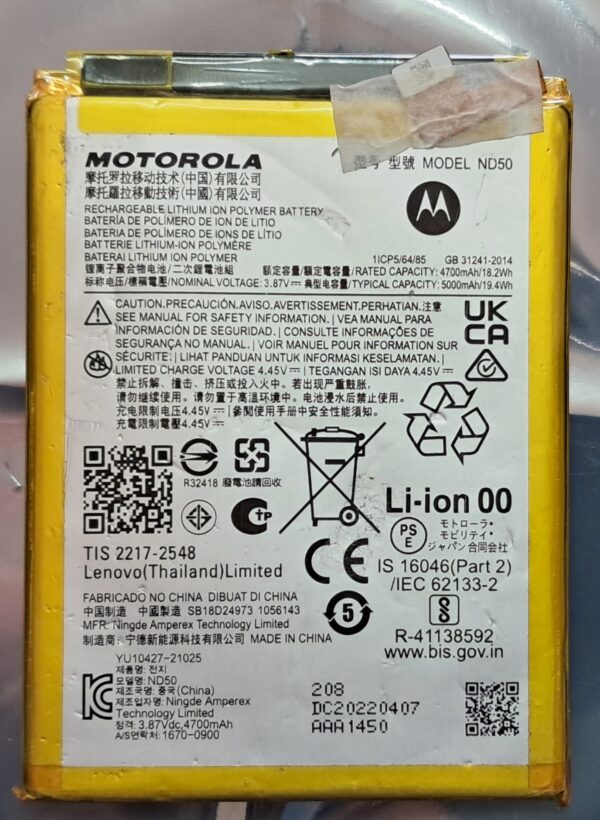 MOTOROLA
摩托罗拉移动技术(中国)有限公司
摩托羅拉移動技術(中國)有限公司
型號 MODEL ND50
RECHARGEABLE LITHIUM ION POLYMER BATTERY
BATERIA DE POLÍMERO DE ION DE LITIO
BATERIA DE POLÍMERO DE IONS DE LÍTIO
BATTERIE LITHIUM-ION POLYMÈRE
BATERAI LITHIUM ION POLYMER
1ICP5/64/85 GB 31241-2014
锂离子聚合物电池/二次鋰電池組
额定容量/額定電容量/RATED CAPACITY: 4700mAh/18.2Wh
标称电压/標稱電壓/NOMINAL VOLTAGE: 3.87V⎓
典型电容量/TYPICAL CAPACITY: 5000mAh/19.4Wh
CAUTION.PRECAUCIÓN.AVISO.AVERTISSEMENT.PERHATIAN.注意
SEE MANUAL FOR SAFETY INFORMATION. | VEA MANUAL PARA
INFORMACIÓN DE SEGURIDAD. | CONSULTE INFORMAÇÕES DE
SEGURANÇA NO MANUAL. | VOIR MANUEL POUR INFORMATION SUR
SÉCURITÉ: | LIHAT PANDUAN UNTUK INFORMASI KESELAMATAN.|
LIMITED CHARGE VOLTAGE 4.45V⎓ | TEGANGAN ISI DAYA 4.45V⎓
禁止拆解、撞击、挤压或投入火中。若出现严重鼓胀,
请勿继续使用。请勿置于高温环境中。电池浸水后禁止使用。
充电限制电压4.45V⎓ | 參閱使用手册中安全性能須知。
充電限制電壓4.45V⎓
UK
CA
R32418 廢電池請回收
TP
Li-ion 00
PS
E
モトローラ・
モビリティ・
ジャパン合同会社
TIS 2217-2548
Lenovo(Thailand)Limited
CE
IS 16046(Part 2)
/IEC 62133-2
FABRICADO NO CHINA DIBUAT DI CHINA
中国制造 中國製造 SB18D24973 1056143
MFR: Ningde Amperex Technology Limited
制造商: 宁德新能源科技有限公司 MADE IN CHINA
5
R-41138592
www.bis.gov.in
YU10427-21025
제품명: 전지
모델명: ND50
제조국명: 중국(China)
제조업자명: Ningde Amperex
Technology Limited
정격: 3.87Vdc,4700mAh
A/S연락처: 1670-0900
208
DC20220407
AAA1450